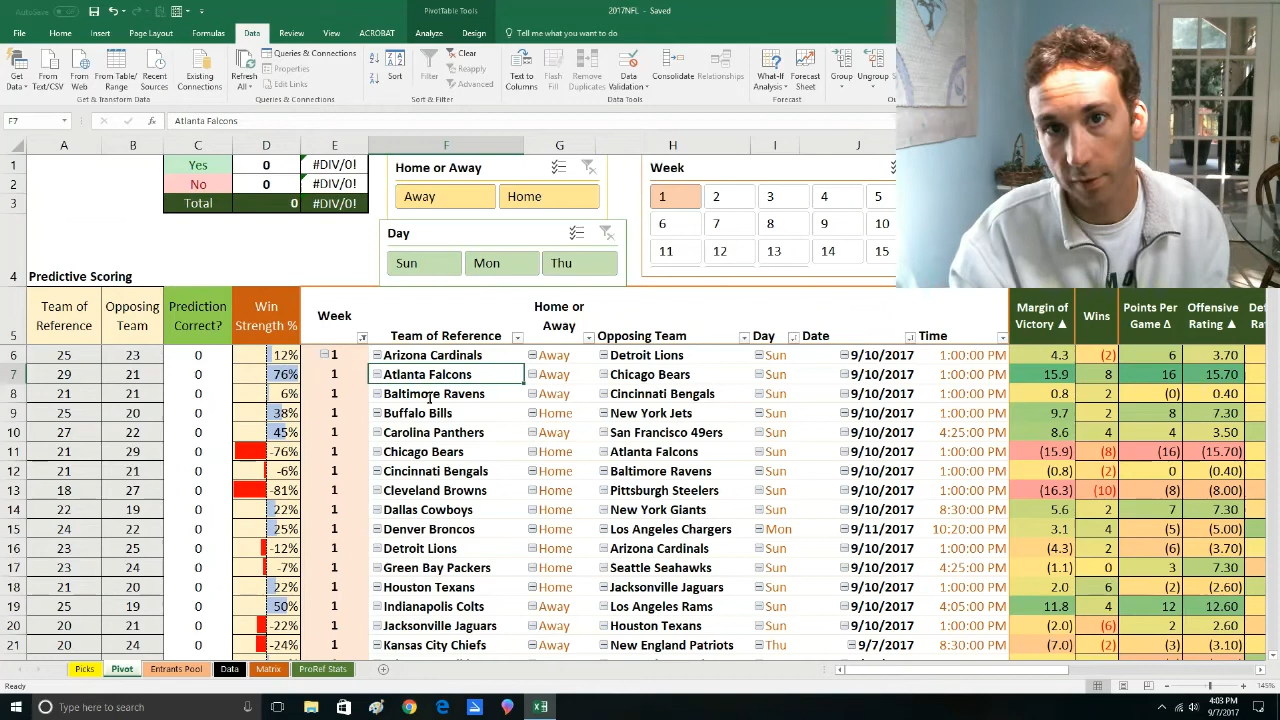 AutoSave Off PivotTable Tools 2017NFL - Saved
File Home Insert Page Layout Formulas Data Review View ACROBAT Analyze Design Tell me what you want to do
Get Data From Text/CSV From Web From Table/ Range Recent Sources Existing Connections Refresh All Queries & Connections Properties Edit Links Sort Filter Clear Reapply Advanced Text to Columns Flash Fill Remove Duplicates Data Validation Consolidate Relationships What-If Analysis Forecast Sheet Group Ungroup
Get & Transform Data Queries & Connections Sort & Filter Data Tools Forecast
F7 fx Atlanta Falcons
A B C D E F G H I J
1 Yes 0 #DIV/0!
2 No 0 #DIV/0!
3 Total 0 #DIV/0!
4 Predictive Scoring
Home or Away
Away Home
Day
Sun Mon Thu
Week
1 2 3 4 5
6 7 8 9 10
11 12 13 14 15
5 Team of Reference Opposing Team Prediction Correct? Win Strength % Week Team of Reference Home or Away Opposing Team Day Date Time Margin of Victory ▲ Wins Points Per Game Δ Offensive Rating ▲
6 25 23 0 12% 1 Arizona Cardinals Away Detroit Lions Sun 9/10/2017 1:00:00 PM 4.3 (2) 6 3.70
7 29 21 0 76% 1 Atlanta Falcons Away Chicago Bears Sun 9/10/2017 1:00:00 PM 15.9 8 16 15.70
8 21 21 0 6% 1 Baltimore Ravens Away Cincinnati Bengals Sun 9/10/2017 1:00:00 PM 0.8 2 (0) 0.40
9 25 20 0 38% 1 Buffalo Bills Home New York Jets Sun 9/10/2017 1:00:00 PM 9.7 2 8 7.30
10 27 22 0 45% 1 Carolina Panthers Away San Francisco 49ers Sun 9/10/2017 4:25:00 PM 8.6 4 4 3.50
11 21 29 0 -76% 1 Chicago Bears Home Atlanta Falcons Sun 9/10/2017 1:00:00 PM (15.9) (8) (16) (15.70)
12 21 21 0 -6% 1 Cincinnati Bengals Home Baltimore Ravens Sun 9/10/2017 1:00:00 PM (0.8) (2) 0 (0.40)
13 18 27 0 -81% 1 Cleveland Browns Home Pittsburgh Steelers Sun 9/10/2017 1:00:00 PM (16.3) (10) (8) (8.00)
14 22 19 0 22% 1 Dallas Cowboys Home New York Giants Sun 9/10/2017 8:30:00 PM 5.6 2 7 7.30
15 24 22 0 25% 1 Denver Broncos Home Los Angeles Chargers Mon 9/11/2017 10:20:00 PM 3.1 4 (5) (5.00)
16 23 25 0 -12% 1 Detroit Lions Home Arizona Cardinals Sun 9/10/2017 1:00:00 PM (4.3) 2 (6) (3.70)
17 23 24 0 -7% 1 Green Bay Packers Home Seattle Seahawks Sun 9/10/2017 4:25:00 PM (1.1) 0 3 7.30
18 21 20 0 22% 1 Houston Texans Home Jacksonville Jaguars Sun 9/10/2017 1:00:00 PM 2.0 6 (2) (2.60)
19 25 19 0 50% 1 Indianapolis Colts Away Los Angeles Rams Sun 9/10/2017 4:05:00 PM 11.8 4 12 12.60
20 20 21 0 -22% 1 Jacksonville Jaguars Away Houston Texans Sun 9/10/2017 1:00:00 PM (2.0) (6) 2 2.60
21 20 24 0 -24% 1 Kansas City Chiefs Away New England Patriots Thu 9/7/2017 8:30:00 PM (7.0) (2) (3) (3.10)
Picks Pivot Entrants Pool Data Matrix ProRef Stats
Ready 145%
Type here to search 4:03 PM
9/7/2017